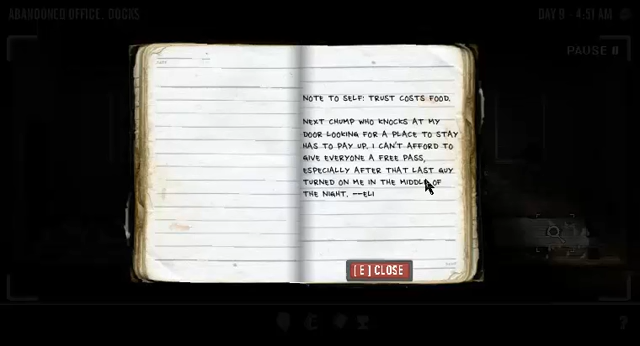 ABANDONED OFFICE, DOCKS
DAY 9 - 4:51 AM
PAUSE
NOTE TO SELF: TRUST COSTS FOOD.
NEXT CHUMP WHO KNOCKS AT MY
DOOR LOOKING FOR A PLACE TO STAY
HAS TO PAY UP. I CAN'T AFFORD TO
GIVE EVERYONE A FREE PASS,
ESPECIALLY AFTER THAT LAST GUY
TURNED ON ME IN THE MIDDLE OF
THE NIGHT. --ELI
[E] CLOSE
?